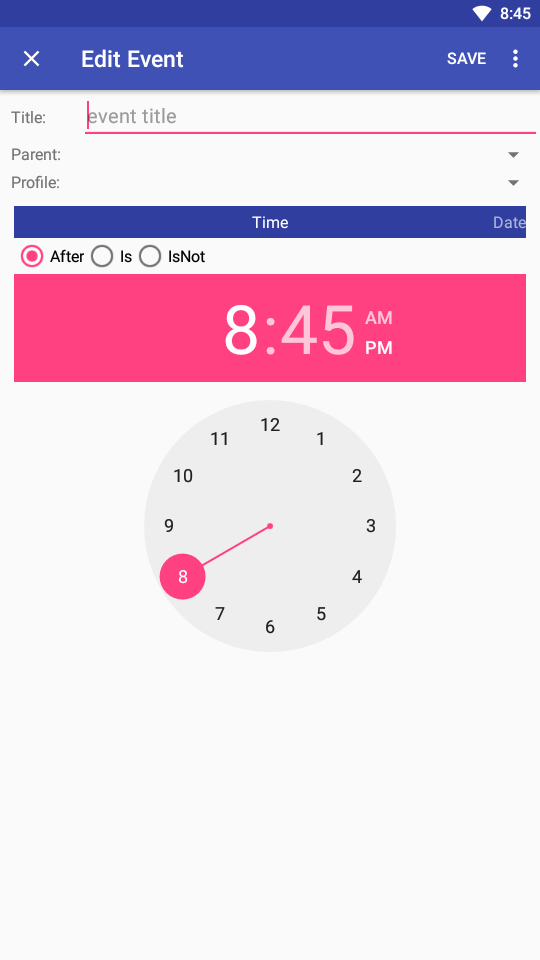 8:45
Edit Event
SAVE
Title:
event title
Parent:
Profile:
Time
Date
After
Is
IsNot
8:45
AM
PM
12
1
2
3
4
5
6
7
8
9
10
11